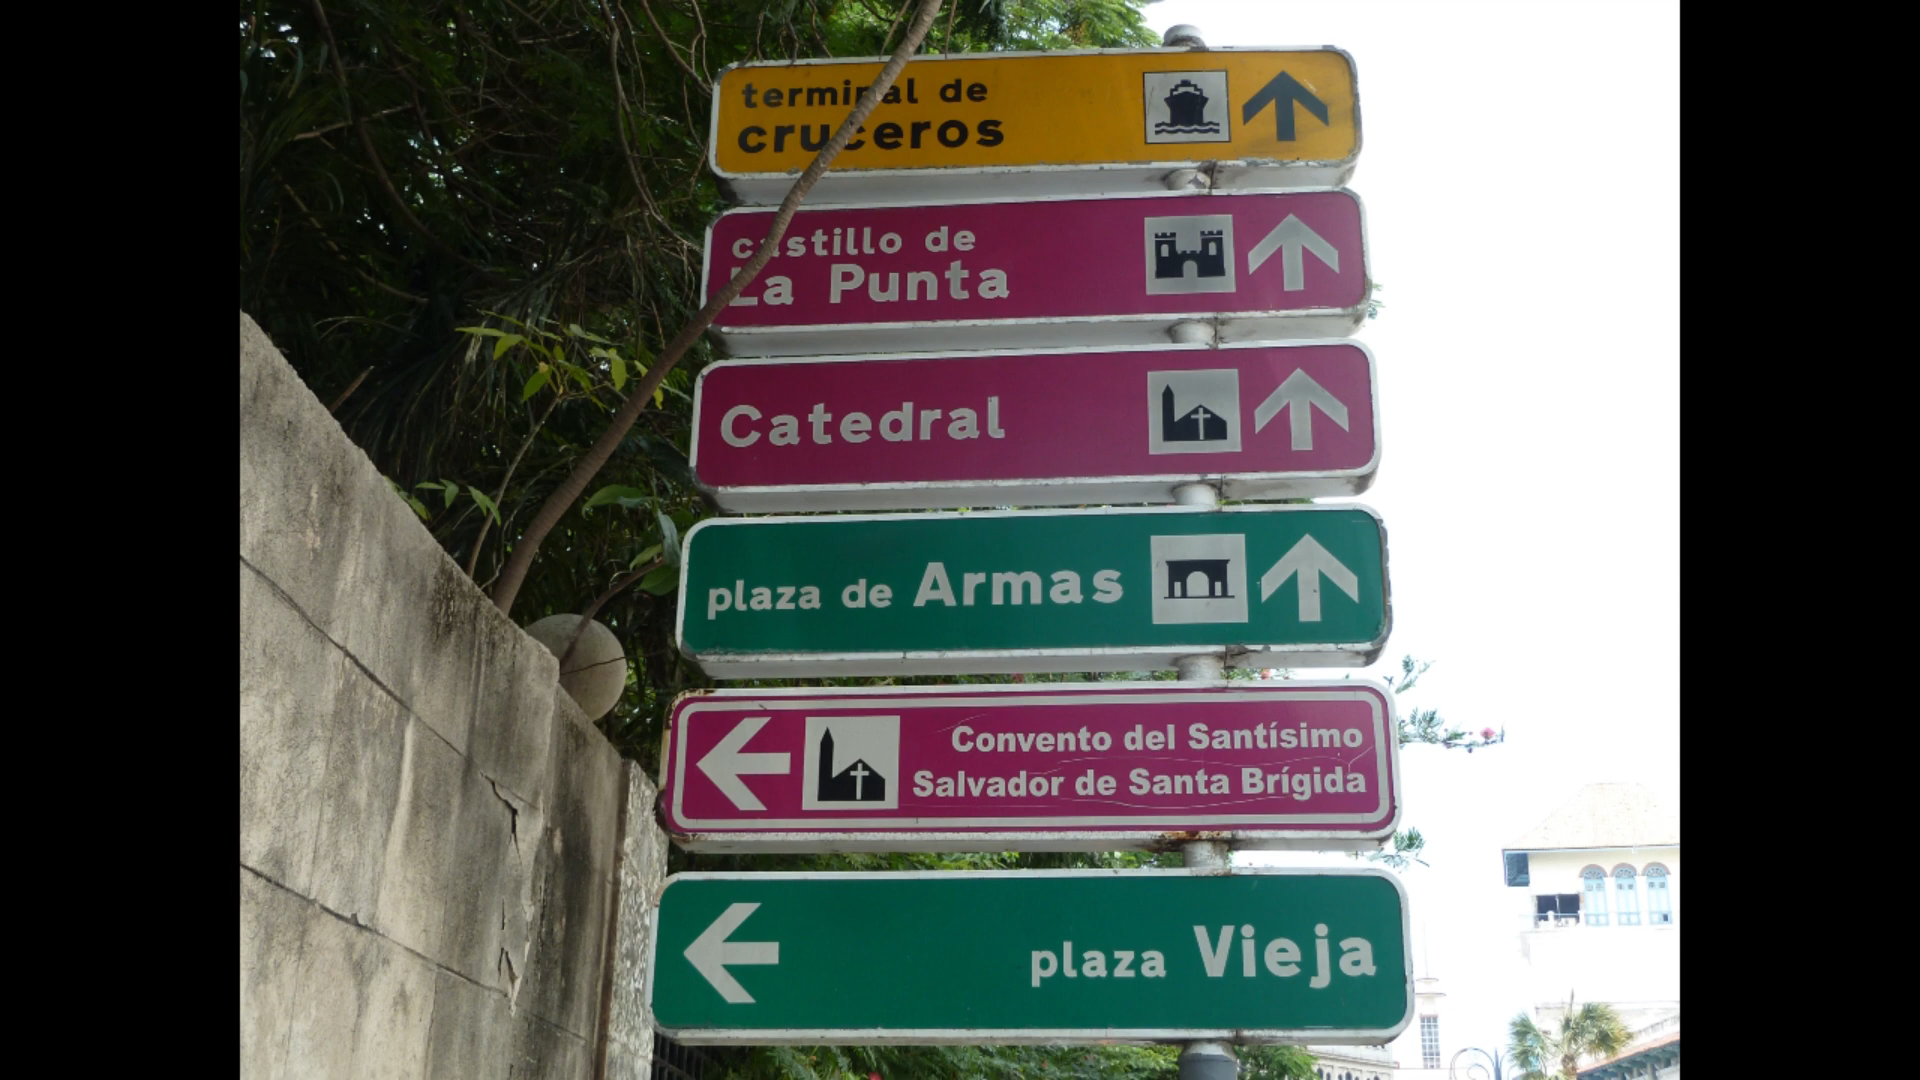 terminal de
cruceros
castillo de
La Punta
Catedral
plaza de Armas
Convento del Santísimo
Salvador de Santa Brígida
plaza Vieja